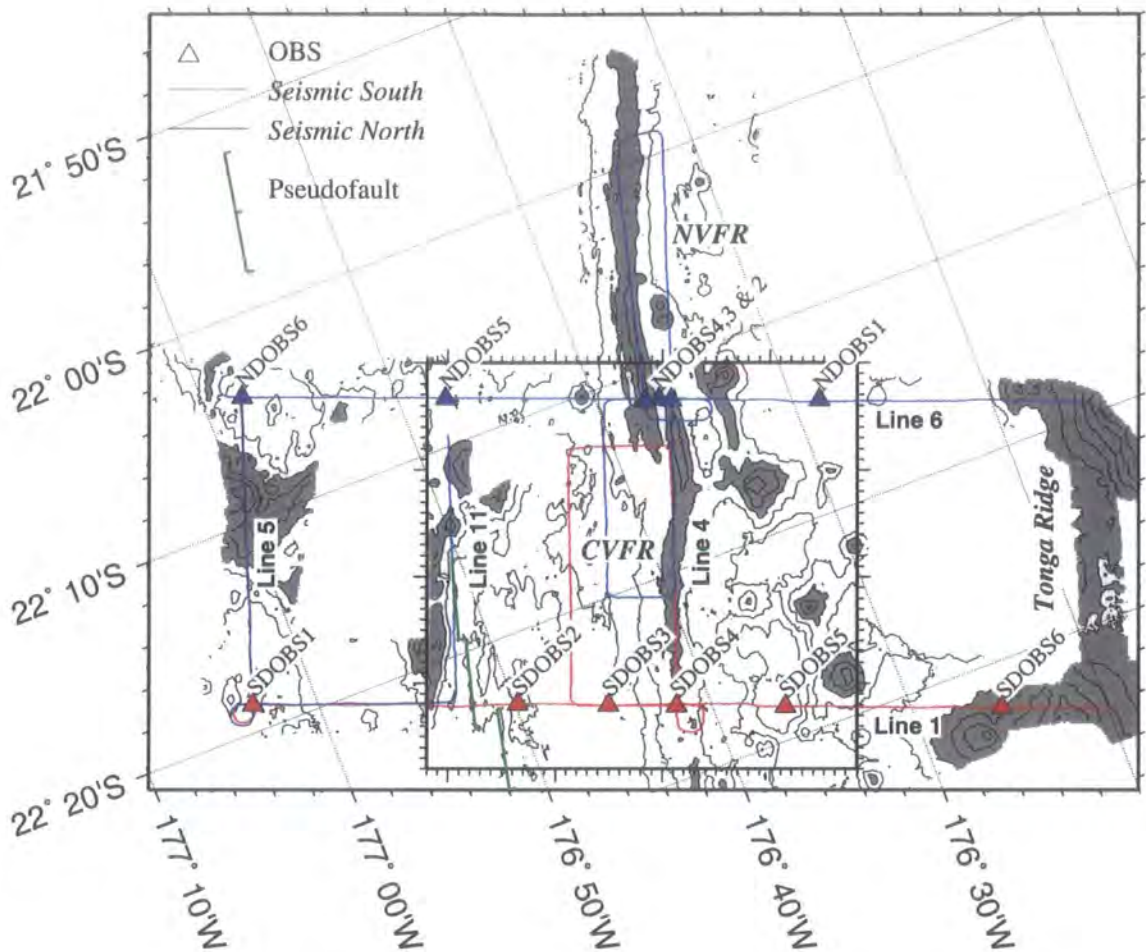 OBS
Seismic South
Seismic North
Pseudofault
21° 50'S
22° 00'S
22° 10'S
22° 20'S
177° 10'W
177° 00'W
176° 50'W
176° 40'W
176° 30'W
NVFR
NDOBS6
NDOBS5
NDOBS4,3 & 2
NDOBS1
Line 6
Line 5
Line 11
CVFR
Line 4
Tonga Ridge
SDOBS1
SDOBS2
SDOBS3
SDOBS4
SDOBS5
SDOBS6
Line 1